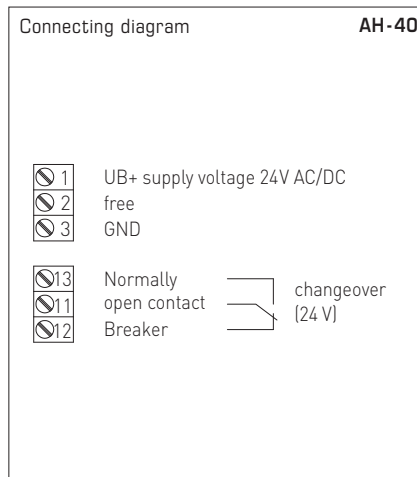 Connecting diagram AH-40
1 UB+ supply voltage 24V AC/DC
2 free
3 GND
13 Normally
11 open contact
12 Breaker
changeover
(24 V)